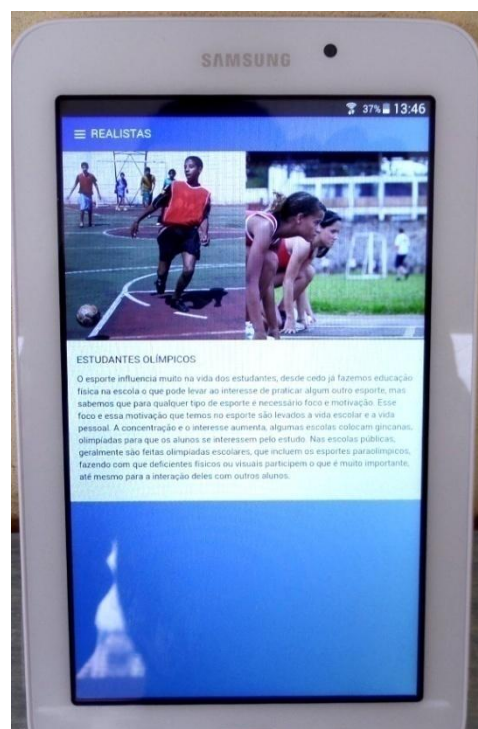 SAMSUNG
37% 13:46
REALISTAS
ESTUDANTES OLÍMPICOS
O esporte influencia muito na vida dos estudantes, desde cedo já fazemos educação
física na escola o que pode levar ao interesse de praticar algum outro esporte, mas
sabemos que para qualquer tipo de esporte é necessário foco e motivação. Esse
foco e essa motivação que temos no esporte são levados a vida escolar e a vida
pessoal. A concentração e o interesse aumenta, algumas escolas colocam gincanas,
olimpíadas para que os alunos se interessem pelo estudo. Nas escolas públicas,
geralmente são feitas olimpíadas escolares, que incluem os esportes paraolímpicos,
fazendo com que deficientes físicos ou visuais participem o que é muito importante,
até mesmo para a interação deles com outros alunos.